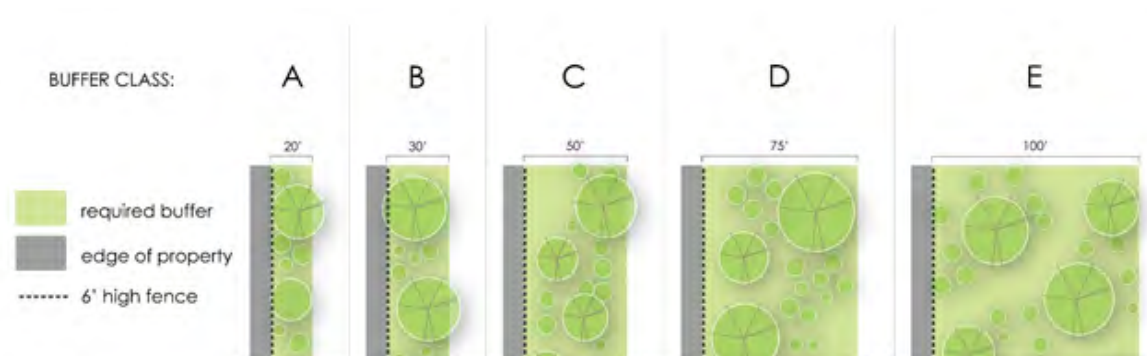 BUFFER CLASS:
A
B
C
D
E
20'
30'
50'
75'
100'
required buffer
edge of property
6' high fence